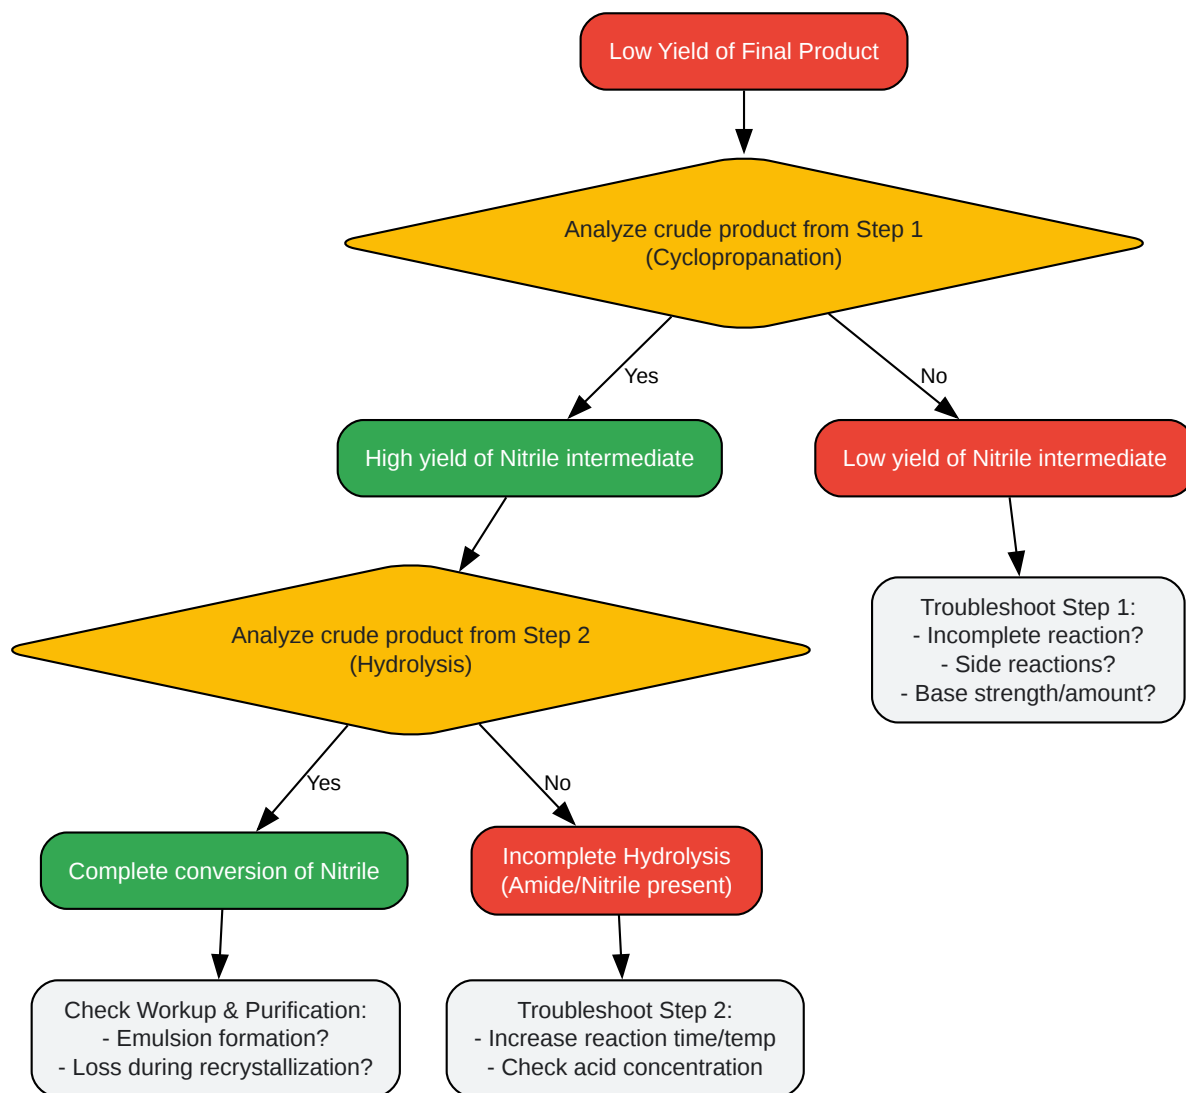 Low Yield of Final Product
Analyze crude product from Step 1
(Cyclopropanation)
Yes
No
High yield of Nitrile intermediate
Low yield of Nitrile intermediate
Troubleshoot Step 1:
- Incomplete reaction?
- Side reactions?
- Base strength/amount?
Analyze crude product from Step 2
(Hydrolysis)
Yes
No
Complete conversion of Nitrile
Incomplete Hydrolysis
(Amide/Nitrile present)
Check Workup & Purification:
- Emulsion formation?
- Loss during recrystallization?
Troubleshoot Step 2:
- Increase reaction time/temp
- Check acid concentration